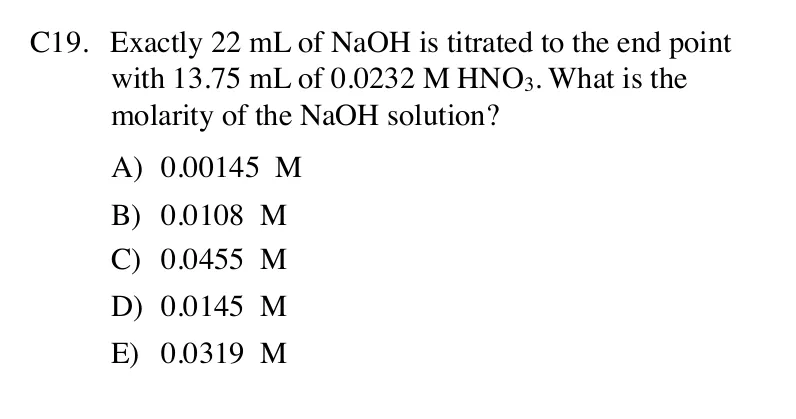 C19. Exactly 22 mL of NaOH is titrated to the end point
with 13.75 mL of 0.0232 M HNO₃. What is the
molarity of the NaOH solution?
A) 0.00145 M
B) 0.0108 M
C) 0.0455 M
D) 0.0145 M
E) 0.0319 M